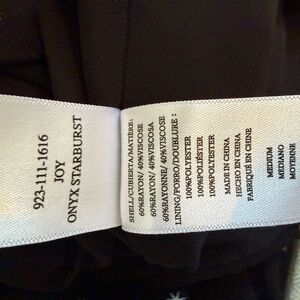 923-111-1616
JOY
ONYX STARBURST
SHELL/CUBIERTA/MATIÈRE:
60%RAYON/ 40%VISCOSE
60%RAYON/ 40%VISCOSA
60%RAYONNE/ 40%VISCOSE
LINING/FORRO/DOUBLURE :
100%POLYESTER
100%POLIÉSTER
100%POLYESTER
MADE IN CHINA
HECHO EN CHINA
FABRIQUÉ EN CHINE
MEDIUM
MEDIANO
MOYENNE